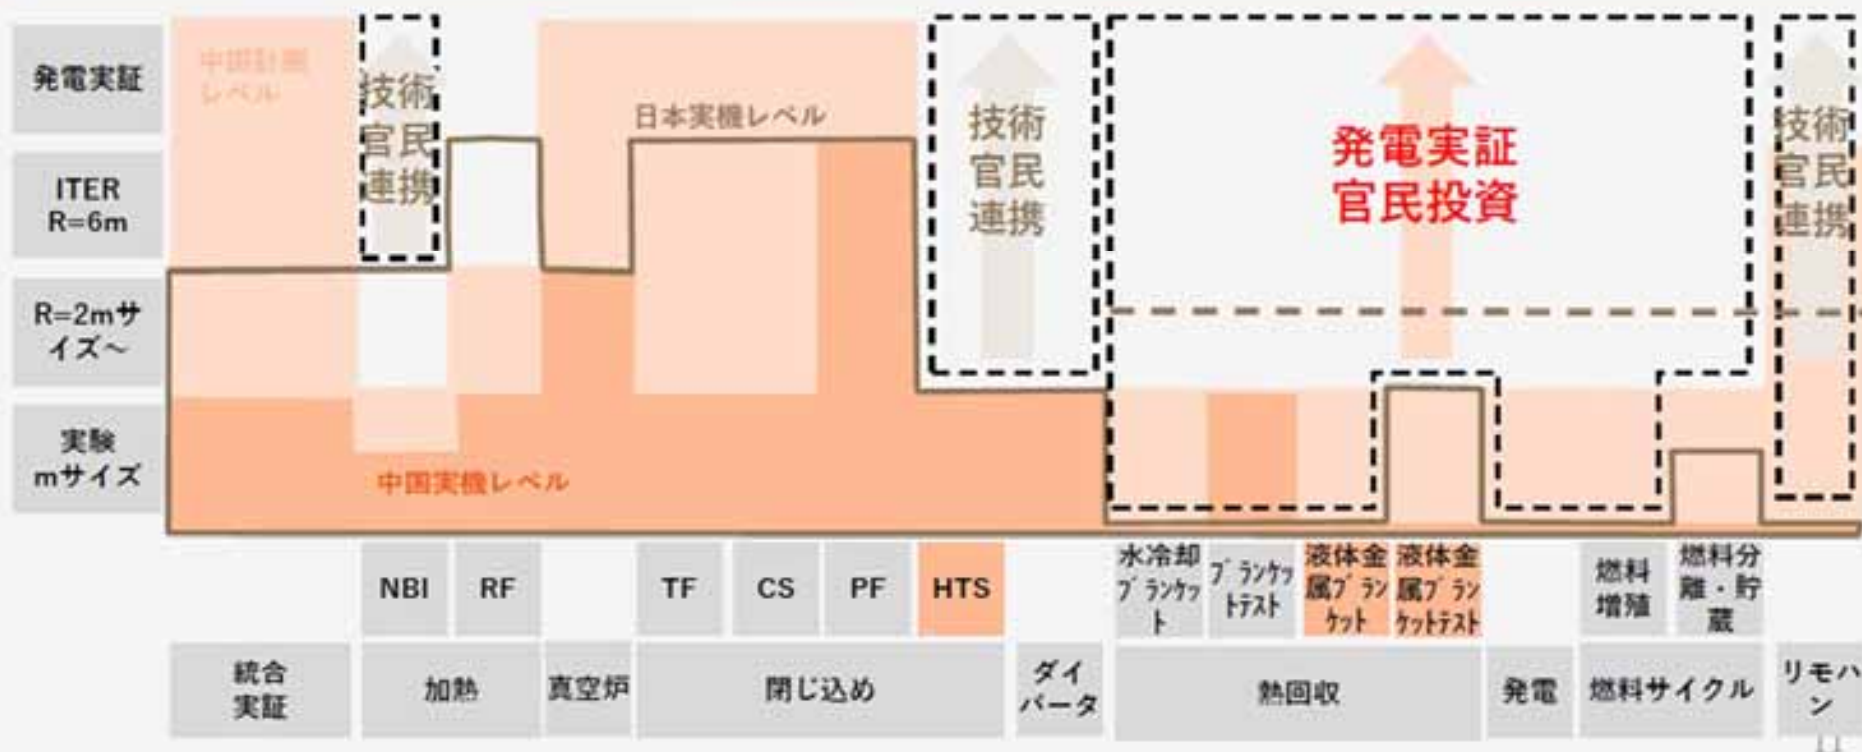 発電実証
ITER
R=6m
R=2mサ
イズ~
実験
mサイズ
中国計画
レベル
技術
官民
連携
日本実機レベル
技術
官民
連携
発電実証
官民投資
技術
官民
連携
中国実機レベル
NBI
RF
TF
CS
PF
HTS
水冷却
ブランケッ
ト
ブランケッ
トテスト
液体金
属ブラン
ケット
液体金
属ブラン
ケットテスト
燃料
増殖
燃料分
離・貯
蔵
統合
実証
加熱
真空炉
閉じ込め
ダイ
バータ
熱回収
発電
燃料サイクル
リモハ
ン